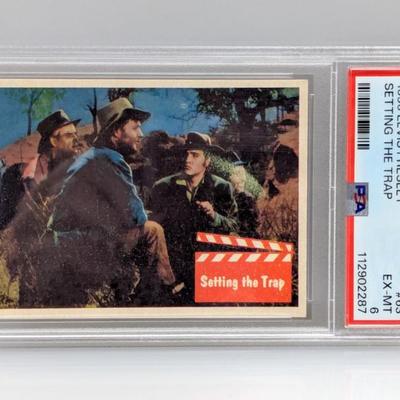 Setting the Trap
SETTING THE TRAP
EX-MT
6
PSA
112902287